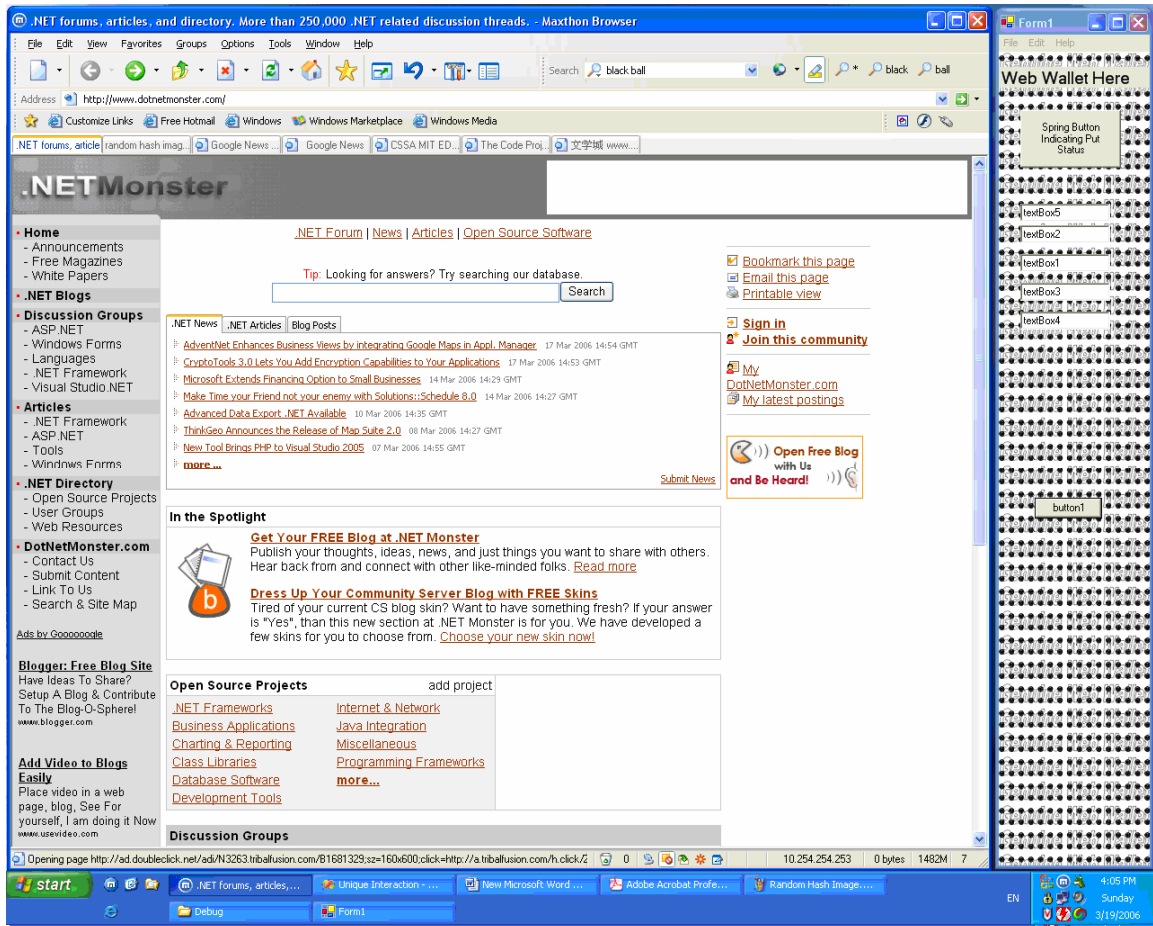 .NET forums, articles, and directory. More than 250,000 .NET related discussion threads. - Maxthon Browser
File Edit View Favorites Groups Options Tools Window Help
Search black ball * black ball
Address http://www.dotnetmonster.com/
Customize Links Free Hotmail Windows Windows Marketplace Windows Media
.NET forums, article random hash imag... Google News ... Google News CSSA MIT ED... The Code Proj... 文学城 www....
.NETMonster
• Home
- Announcements
- Free Magazines
- White Papers
• .NET Blogs
• Discussion Groups
- ASP.NET
- Windows Forms
- Languages
- .NET Framework
- Visual Studio.NET
• Articles
- .NET Framework
- ASP.NET
- Tools
- Windows Forms
• .NET Directory
- Open Source Projects
- User Groups
- Web Resources
• DotNetMonster.com
- Contact Us
- Submit Content
- Link To Us
- Search & Site Map
Ads by Goooooogle
Blogger: Free Blog Site
Have Ideas To Share?
Setup A Blog & Contribute
To The Blog-O-Sphere!
www.blogger.com
Add Video to Blogs
Easily
Place video in a web
page, blog, See For
yourself, I am doing it Now
www.usevideo.com
.NET Forum | News | Articles | Open Source Software
Tip: Looking for answers? Try searching our database.
Search
.NET News .NET Articles Blog Posts
AdventNet Enhances Business Views by integrating Google Maps in Appl. Manager 17 Mar 2006 14:54 GMT
CryptoTools 3.0 Lets You Add Encryption Capabilities to Your Applications 17 Mar 2006 14:53 GMT
Microsoft Extends Financing Option to Small Businesses 14 Mar 2006 14:29 GMT
Make Time your Friend not your enemy with Solutions::Schedule 8.0 14 Mar 2006 14:27 GMT
Advanced Data Export .NET Available 10 Mar 2006 14:35 GMT
ThinkGeo Announces the Release of Map Suite 2.0 08 Mar 2006 14:27 GMT
New Tool Brings PHP to Visual Studio 2005 07 Mar 2006 14:55 GMT
more ...
Submit News
In the Spotlight
Get Your FREE Blog at .NET Monster
Publish your thoughts, ideas, news, and just things you want to share with others.
Hear back from and connect with other like-minded folks. Read more
Dress Up Your Community Server Blog with FREE Skins
Tired of your current CS blog skin? Want to have something fresh? If your answer
is "Yes", than this new section at .NET Monster is for you. We have developed a
few skins for you to choose from. Choose your new skin now!
Open Source Projects add project
.NET Frameworks Internet & Network
Business Applications Java Integration
Charting & Reporting Miscellaneous
Class Libraries Programming Frameworks
Database Software more...
Development Tools
Discussion Groups
Bookmark this page
Email this page
Printable view
Sign in
Join this community
My
DotNetMonster.com
My latest postings
Open Free Blog
with Us
and Be Heard!
Opening page http://ad.doubleclick.net/adi/N3263.tribalfusion.com/B1681329;sz=160x600;click=http://a.tribalfusion.com/h.click/2 0 10.254.254.253 0 bytes 1482M 7
Form1
File Edit Help
Web Wallet Here
Spring Button
Indicating Put
Status
textBox5
textBox2
textBox1
textBox3
textBox4
button1
start .NET forums, articles,... Unique Interaction - ... New Microsoft Word ... Adobe Acrobat Profe... Random Hash Image....
Debug Form1
EN
4:05 PM
Sunday
3/19/2006